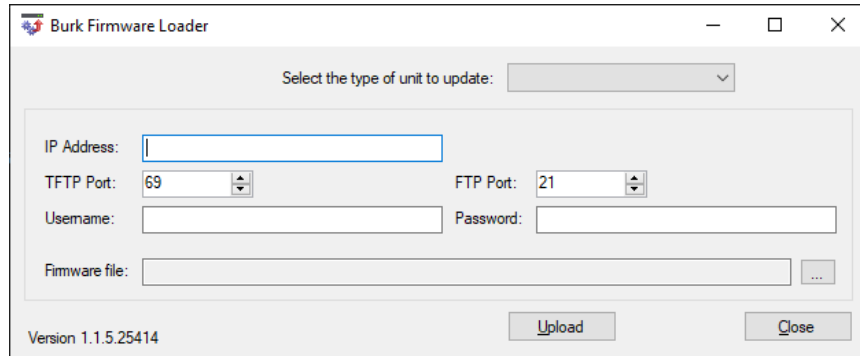 Burk Firmware Loader
Select the type of unit to update:
IP Address:
TFTP Port: 69 FTP Port: 21
Username: Password:
Firmware file: ...
Version 1.1.5.25414 Upload Close